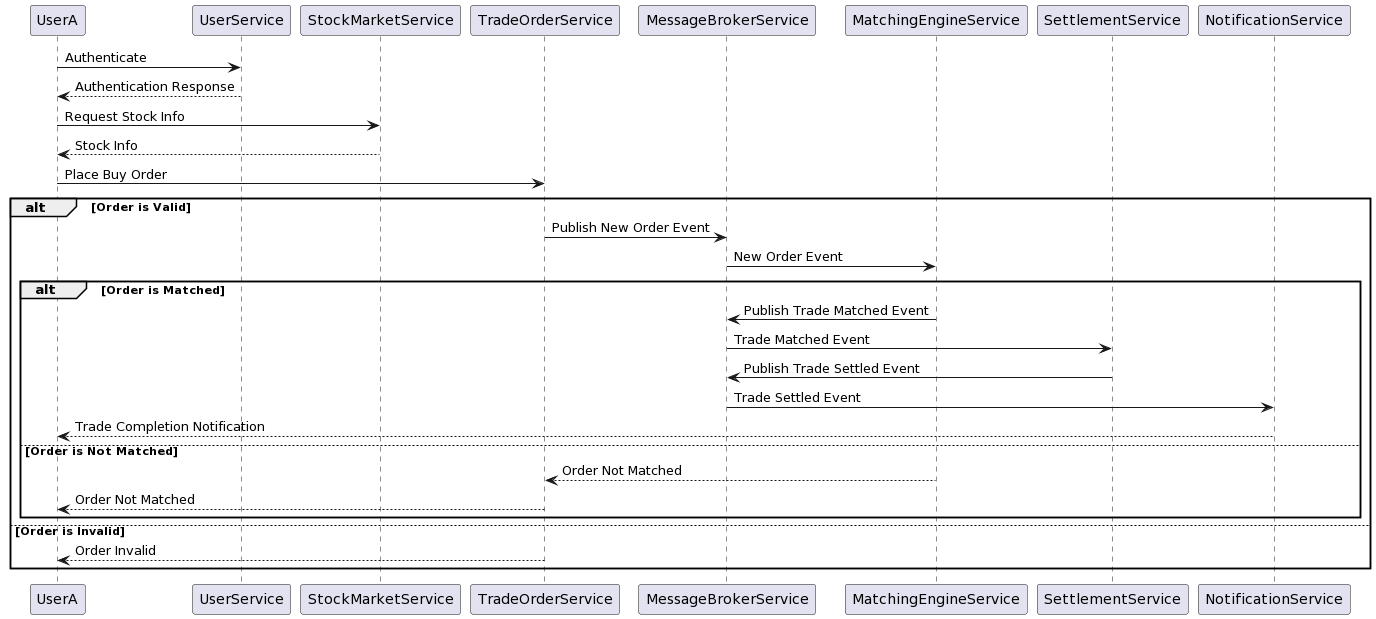 UserA UserService StockMarketService TradeOrderService MessageBrokerService MatchingEngineService SettlementService NotificationService
Authenticate
Authentication Response
Request Stock Info
Stock Info
Place Buy Order
alt [Order is Valid]
Publish New Order Event
New Order Event
alt [Order is Matched]
Publish Trade Matched Event
Trade Matched Event
Publish Trade Settled Event
Trade Settled Event
Trade Completion Notification
[Order is Not Matched]
Order Not Matched
Order Not Matched
[Order is Invalid]
Order Invalid
UserA UserService StockMarketService TradeOrderService MessageBrokerService MatchingEngineService SettlementService NotificationService